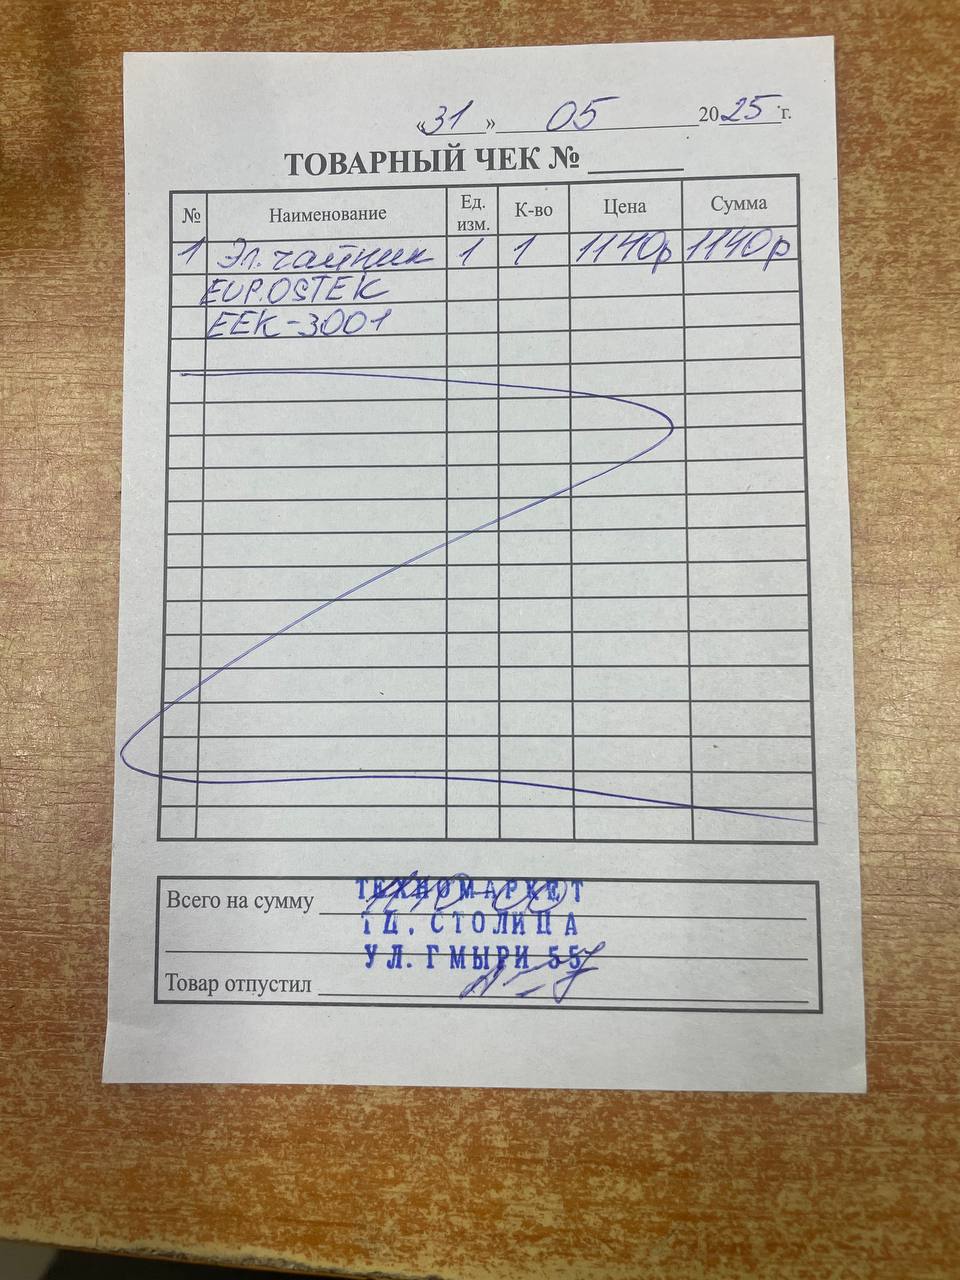 «31» 05 2025 г.
ТОВАРНЫЙ ЧЕК №
№ Наименование Ед. изм. К-во Цена Сумма
1 Эл. чайник 1 1 1140р 1140р
EUROSTEK
EEK-3001
Всего на сумму
ТЕХНОМАРКЕТ
ТЦ. СТОЛИЦА
УЛ. ГМЫРИ 55
Товар отпустил